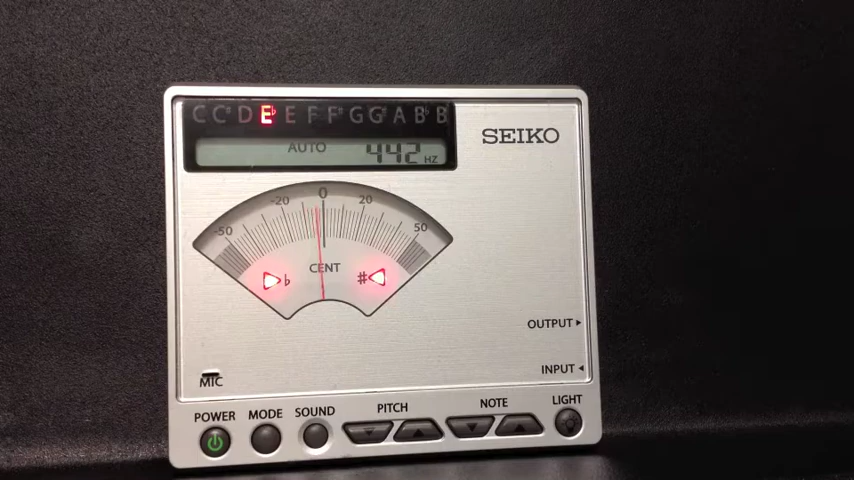 C C♯ D E♭ E F F♯ G G♯ A B♭ B
SEIKO
AUTO 442 HZ
-50 -20 0 20 50
CENT
♭ ♯
OUTPUT
INPUT
MIC
POWER MODE SOUND PITCH NOTE LIGHT